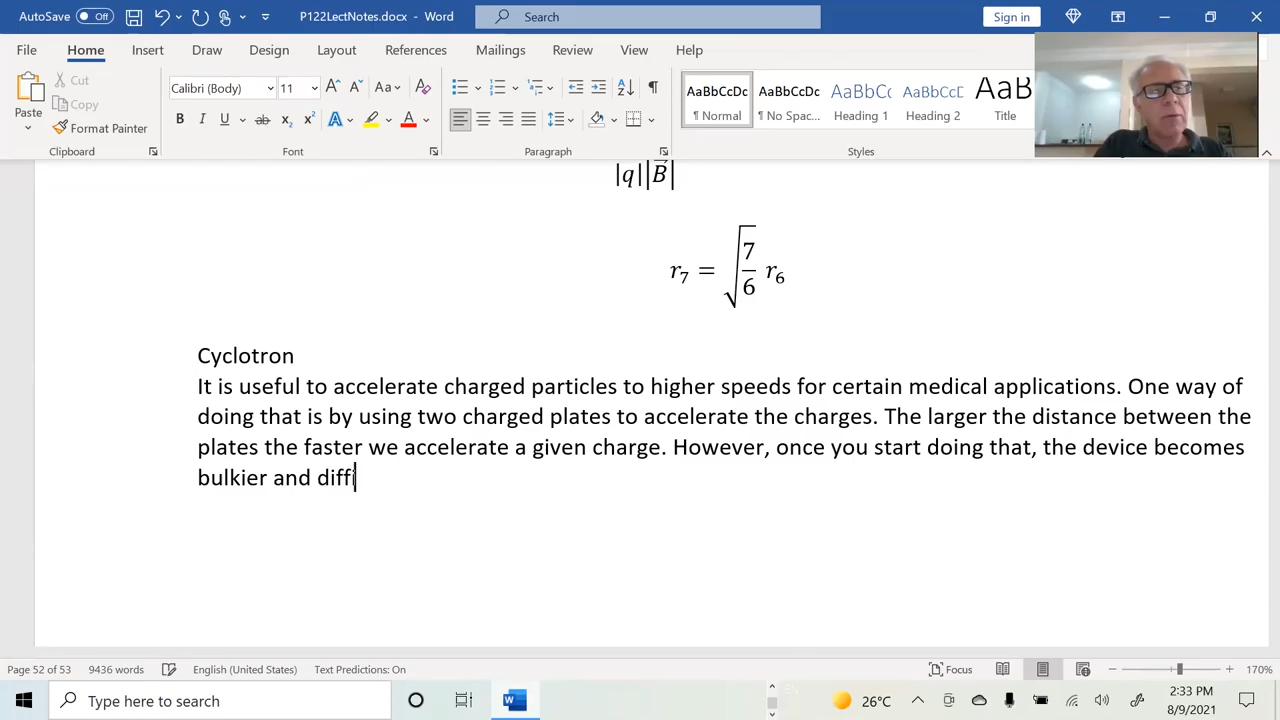 AutoSave Off P122LectNotes.docx - Word Search Sign in
File Home Insert Draw Design Layout References Mailings Review View Help
Paste Cut Copy Format Painter Clipboard
Calibri (Body) 11 Aa B I U ab x₂ x² A A Font
Paragraph
AaBbCcDc ¶ Normal AaBbCcDc ¶ No Spac... AaBbCc Heading 1 AaBbCcD Heading 2 AaB Title Styles
|q||B⃗|
r₇ = √(7/6) r₆
Cyclotron
It is useful to accelerate charged particles to higher speeds for certain medical applications. One way of
doing that is by using two charged plates to accelerate the charges. The larger the distance between the
plates the faster we accelerate a given charge. However, once you start doing that, the device becomes
bulkier and diffi
Page 52 of 53 9436 words English (United States) Text Predictions: On Focus 170%
Type here to search 26°C 2:33 PM
8/9/2021